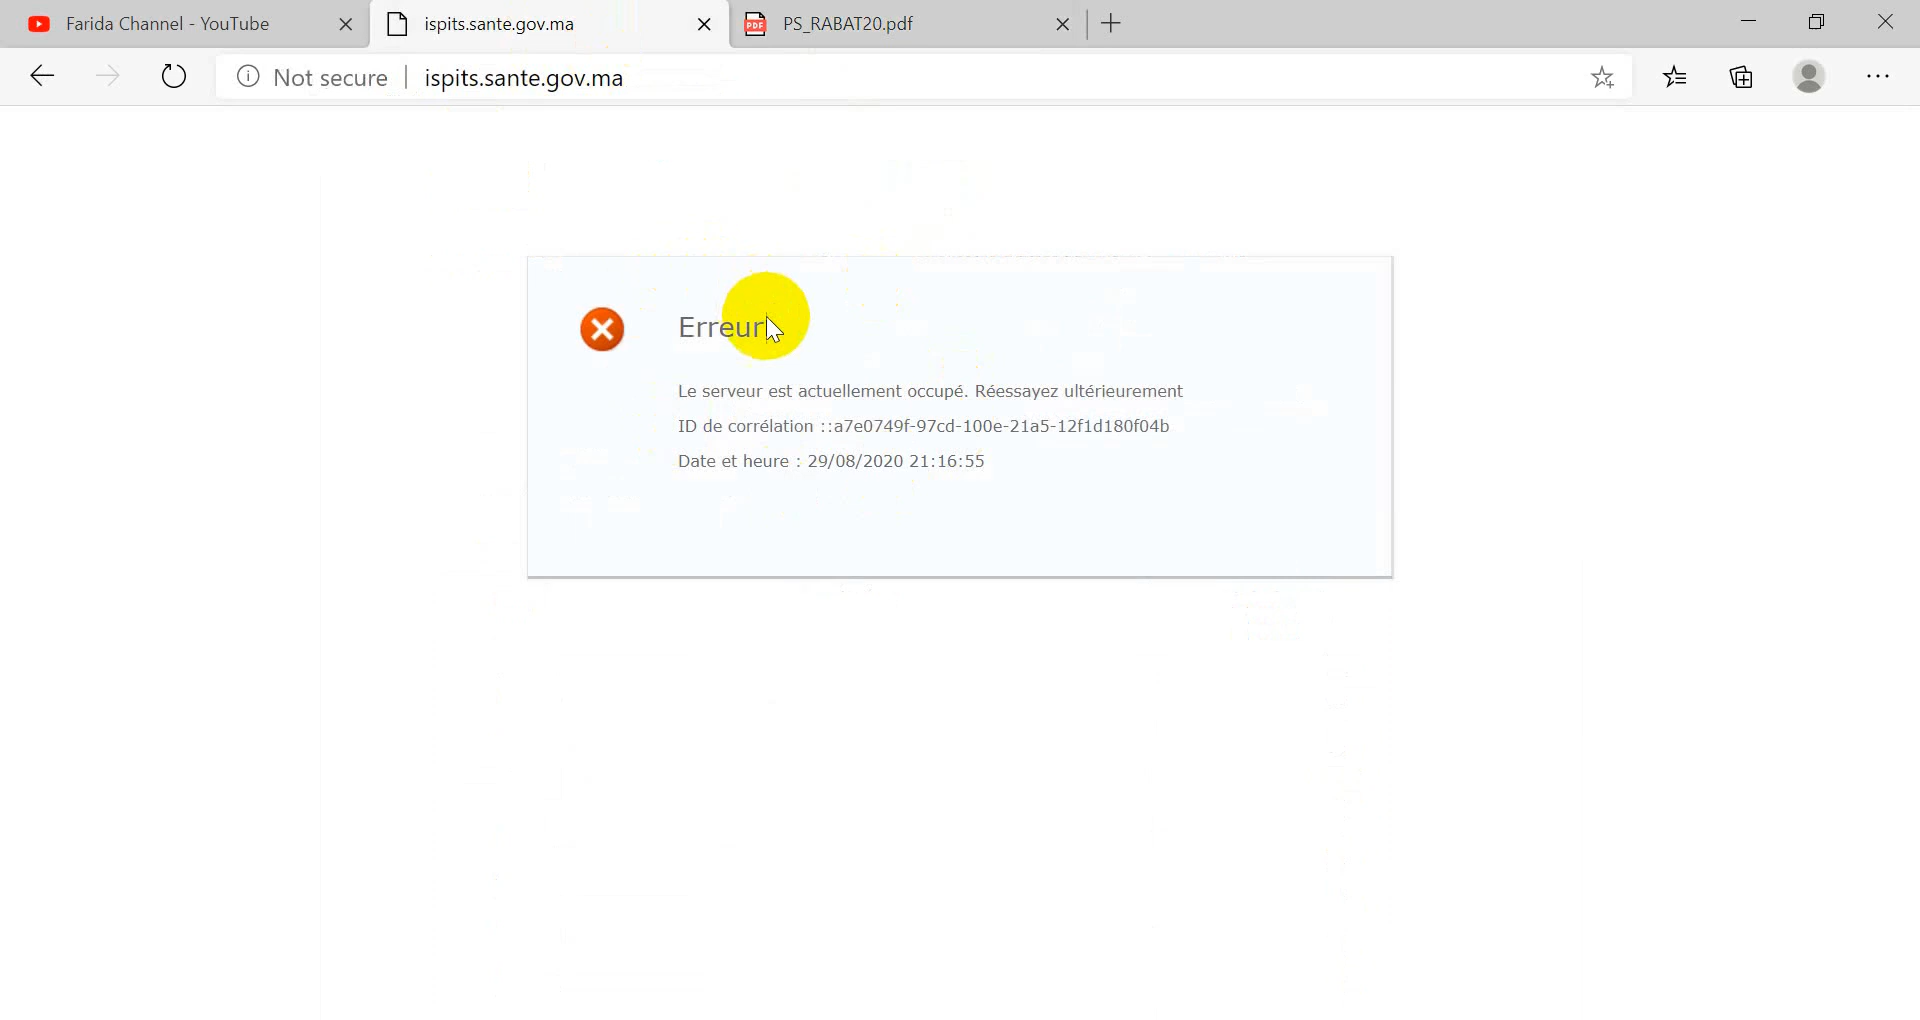 Farida Channel - YouTube
ispits.sante.gov.ma
PDF
PS_RABAT20.pdf
Not secure
ispits.sante.gov.ma
Erreur
Le serveur est actuellement occupé. Réessayez ultérieurement
ID de corrélation ::a7e0749f-97cd-100e-21a5-12f1d180f04b
Date et heure : 29/08/2020 21:16:55